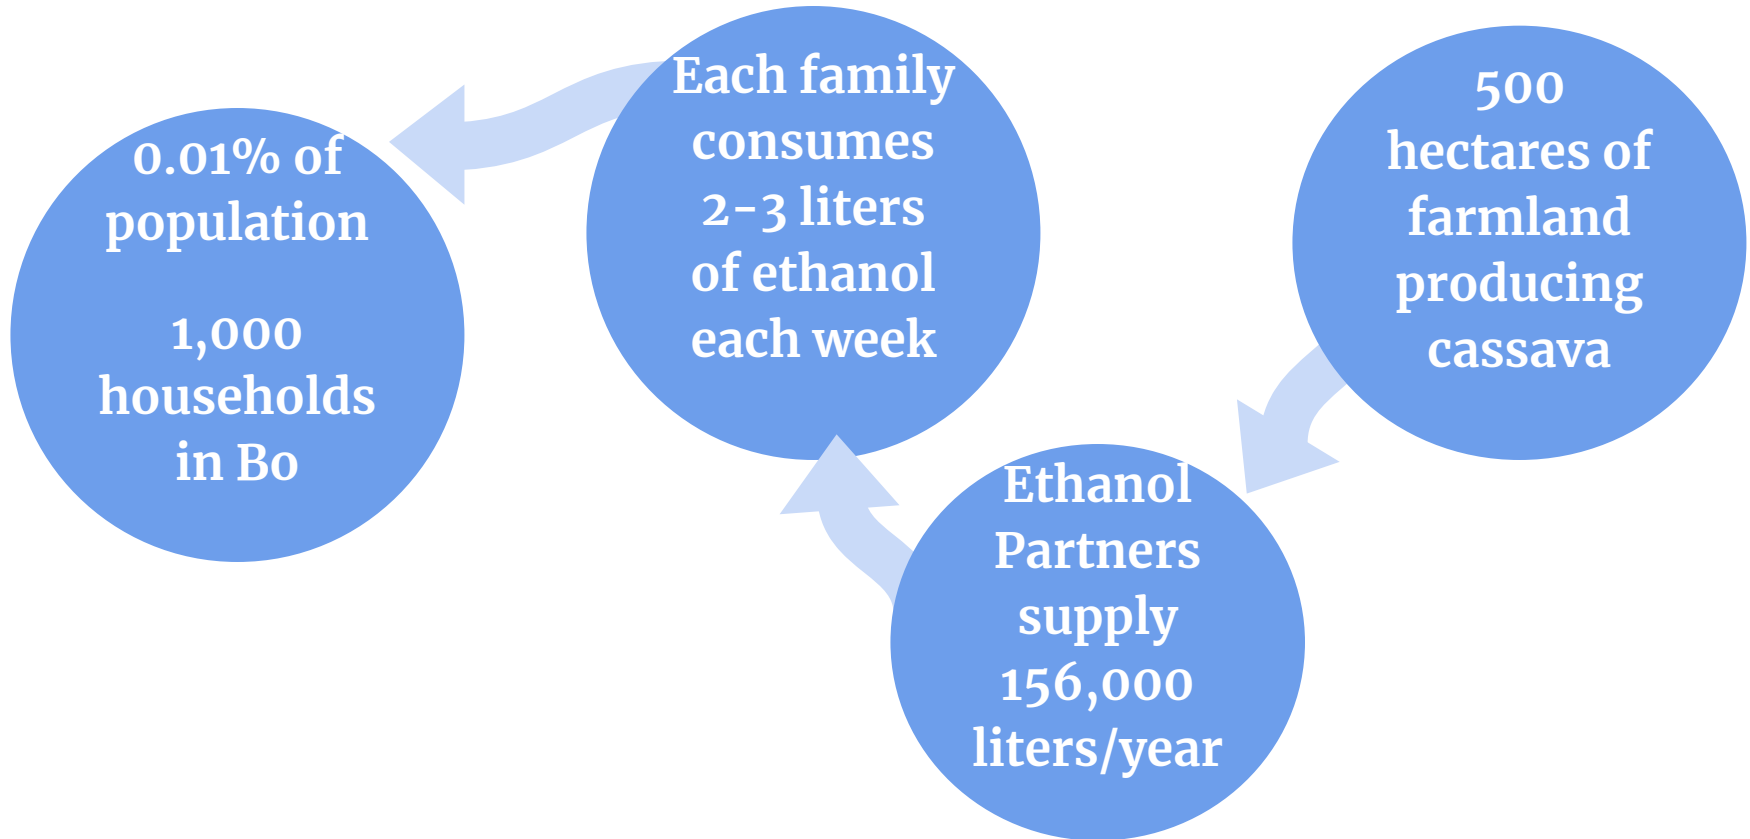 0.01% of
population
1,000
households
in Bo
Each family
consumes
2-3 liters
of ethanol
each week
Ethanol
Partners
supply
156,000
liters/year
500
hectares of
farmland
producing
cassava